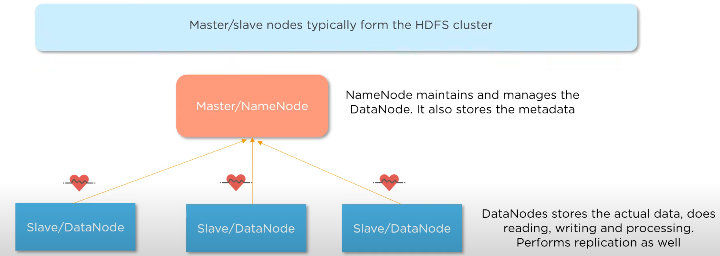 Master/slave nodes typically form the HDFS cluster
Master/NameNode
NameNode maintains and manages the
DataNode. It also stores the metadata
Slave/DataNode
Slave/DataNode
Slave/DataNode
DataNodes stores the actual data, does
reading, writing and processing.
Performs replication as well